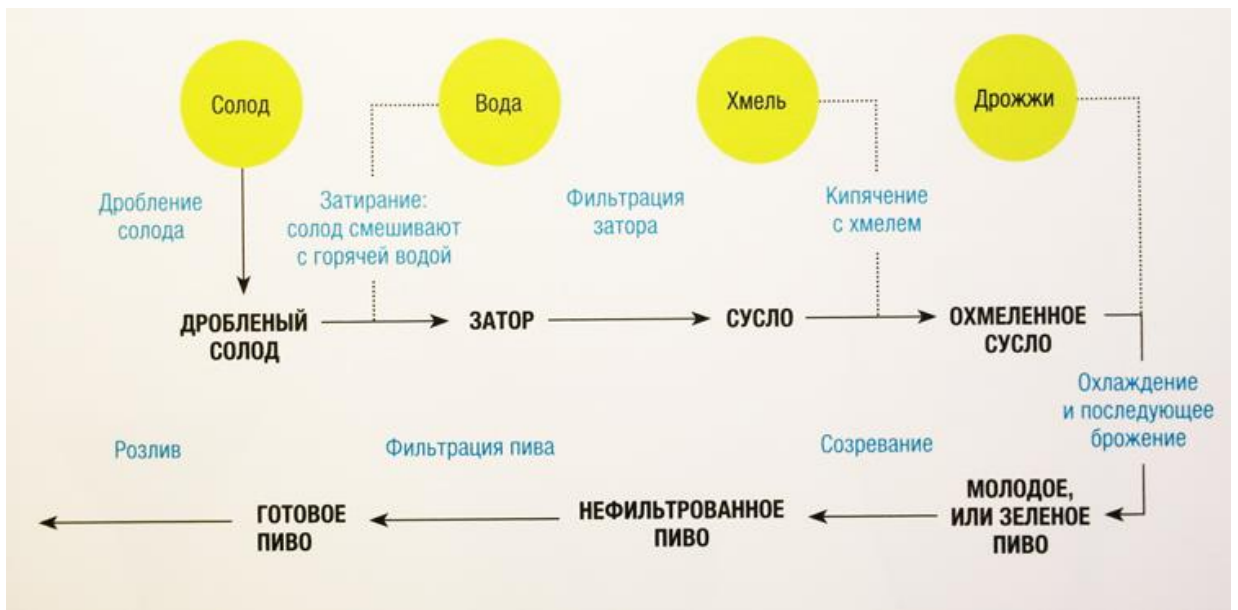 Солод
Вода
Хмель
Дрожжи
Дробление
солода
Затирание:
солод смешивают
с горячей водой
Фильтрация
затора
Кипячение
с хмелем
ДРОБЛЕНЫЙ
СОЛОД
ЗАТОР
СУСЛО
ОХМЕЛЕННОЕ
СУСЛО
Охлаждение
и последующее
брожение
Розлив
Фильтрация пива
Созревание
ГОТОВОЕ
ПИВО
НЕФИЛЬТРОВАННОЕ
ПИВО
МОЛОДОЕ,
ИЛИ ЗЕЛЕНОЕ
ПИВО